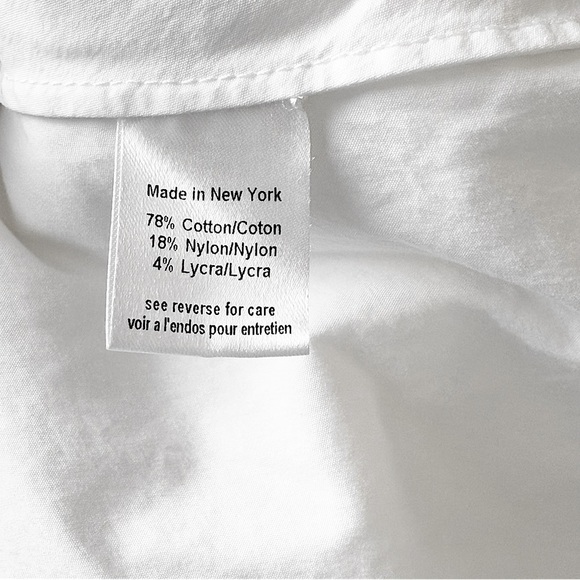 Made in New York
78% Cotton/Coton
18% Nylon/Nylon
4% Lycra/Lycra
see reverse for care
voir a l'endos pour entretien